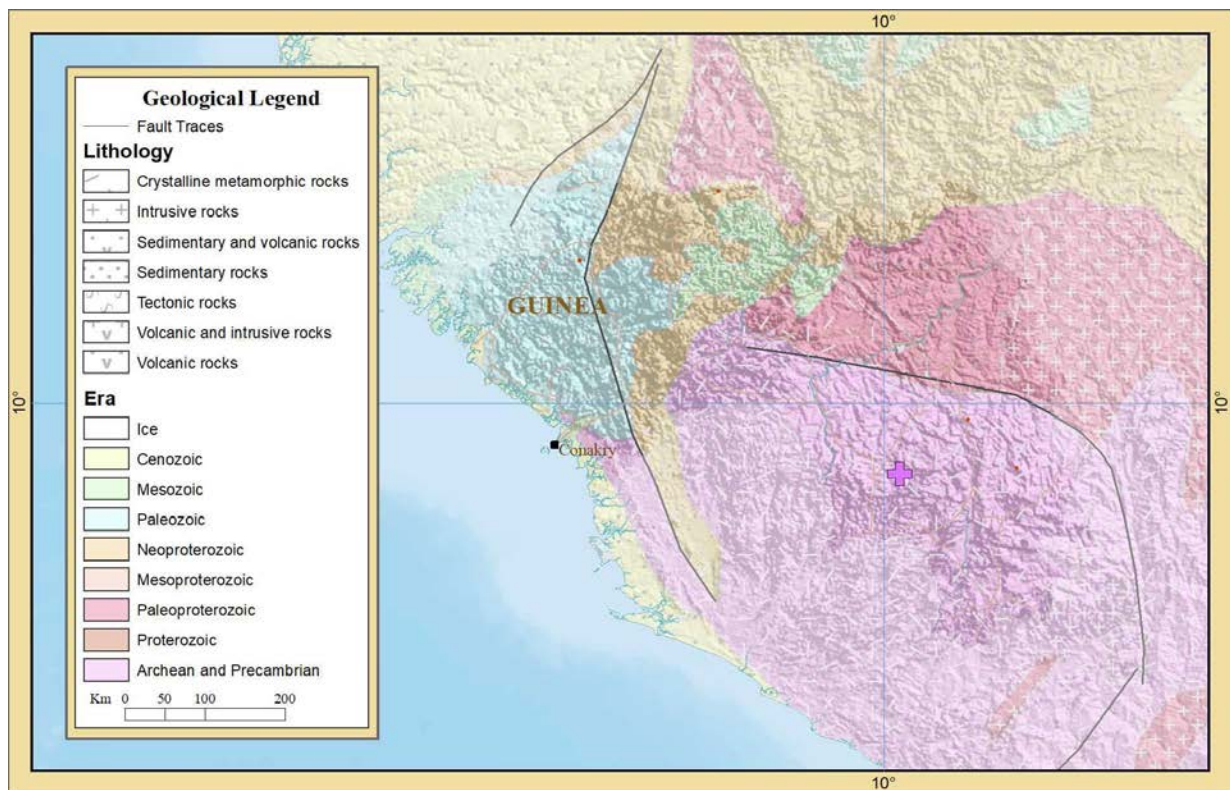 10°
Geological Legend
Fault Traces
Lithology
Crystalline metamorphic rocks
Intrusive rocks
Sedimentary and volcanic rocks
Sedimentary rocks
Tectonic rocks
Volcanic and intrusive rocks
Volcanic rocks
Era
Ice
Cenozoic
Mesozoic
Paleozoic
Neoproterozoic
Mesoproterozoic
Paleoproterozoic
Proterozoic
Archean and Precambrian
Km 0 50 100 200
GUINEA
Conakry
10°
10°
10°